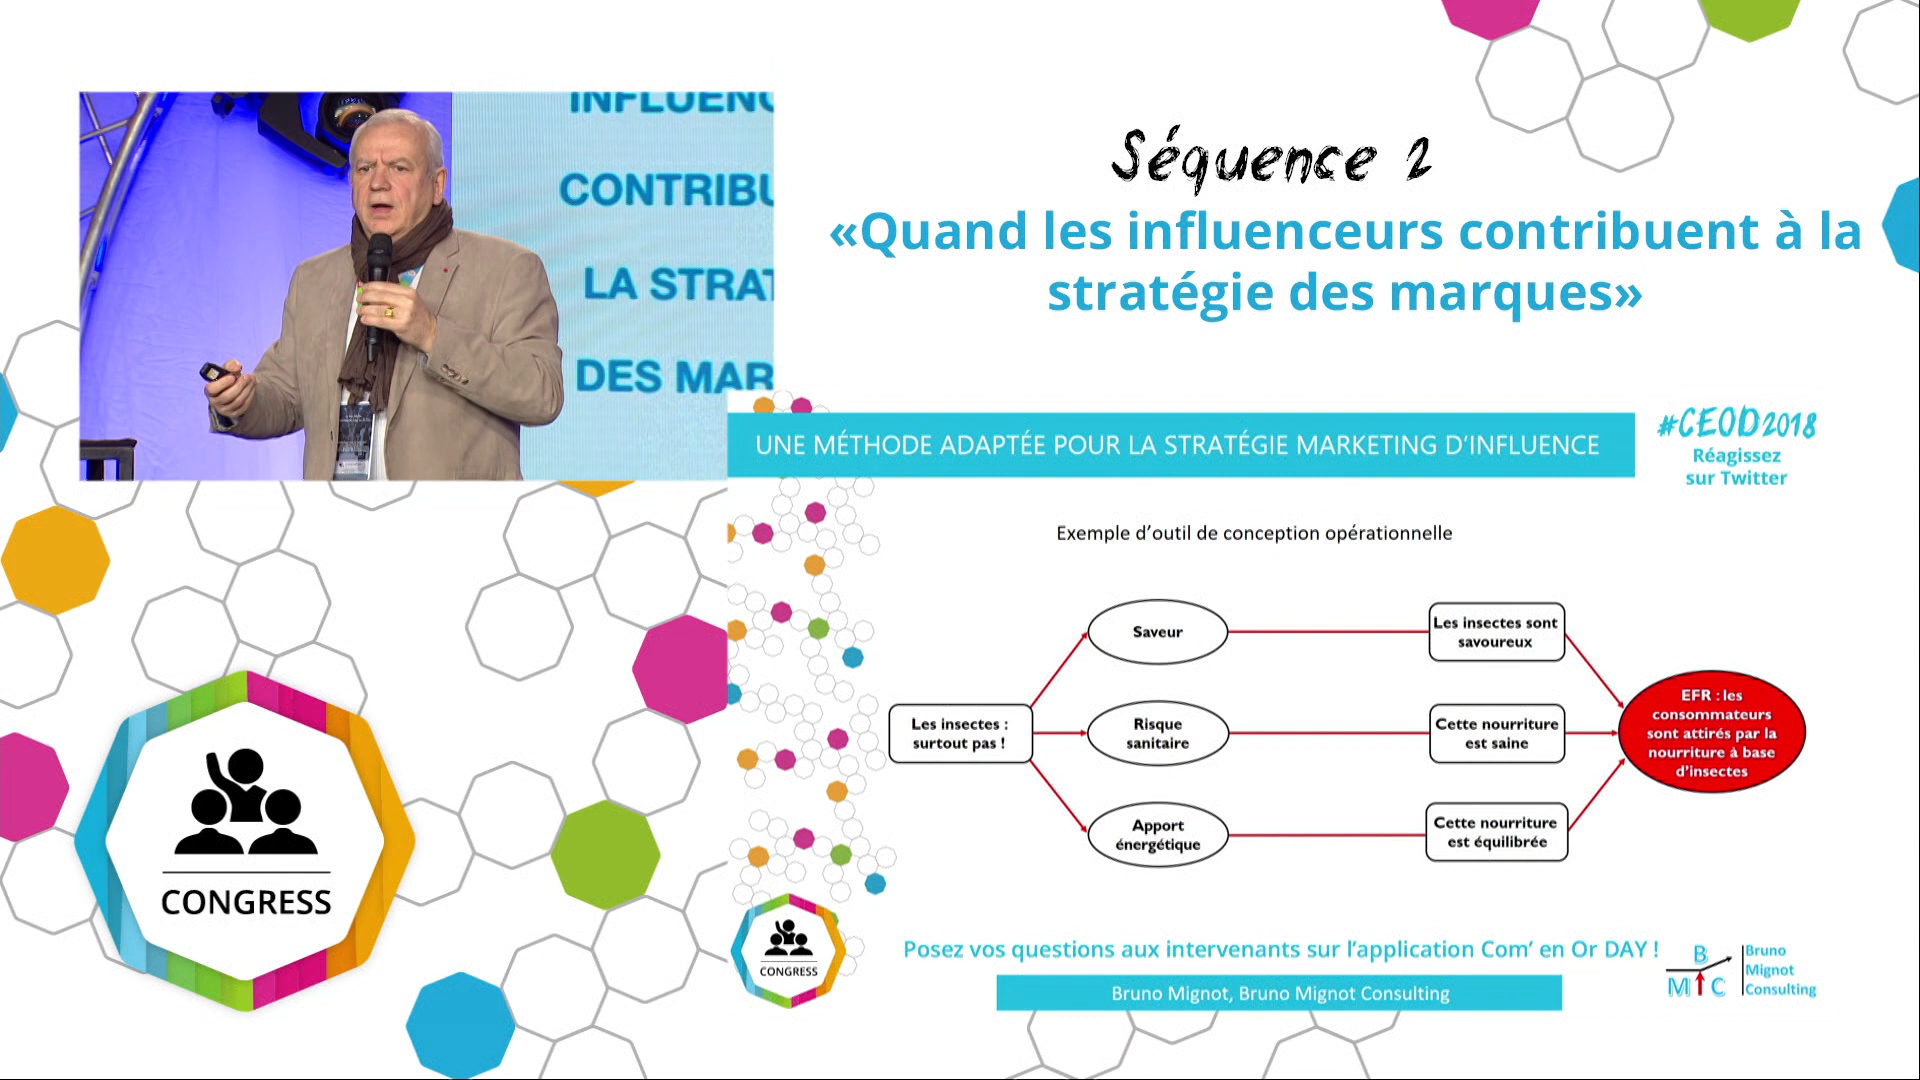 INFLUENC
CONTRIBU
LA STRAT
DES MAR
Séquence 2
«Quand les influenceurs contribuent à la
stratégie des marques»
UNE MÉTHODE ADAPTÉE POUR LA STRATÉGIE MARKETING D’INFLUENCE
#CEOD2018
Réagissez
sur Twitter
Exemple d’outil de conception opérationnelle
Les insectes :
surtout pas !
Saveur
Risque
sanitaire
Apport
énergétique
Les insectes sont
savoureux
Cette nourriture
est saine
Cette nourriture
est équilibrée
EFR : les
consommateurs
sont attirés par la
nourriture à base
d’insectes
CONGRESS
CONGRESS
Posez vos questions aux intervenants sur l’application Com’ en Or DAY !
Bruno Mignot, Bruno Mignot Consulting
B
M C
Bruno
Mignot
Consulting